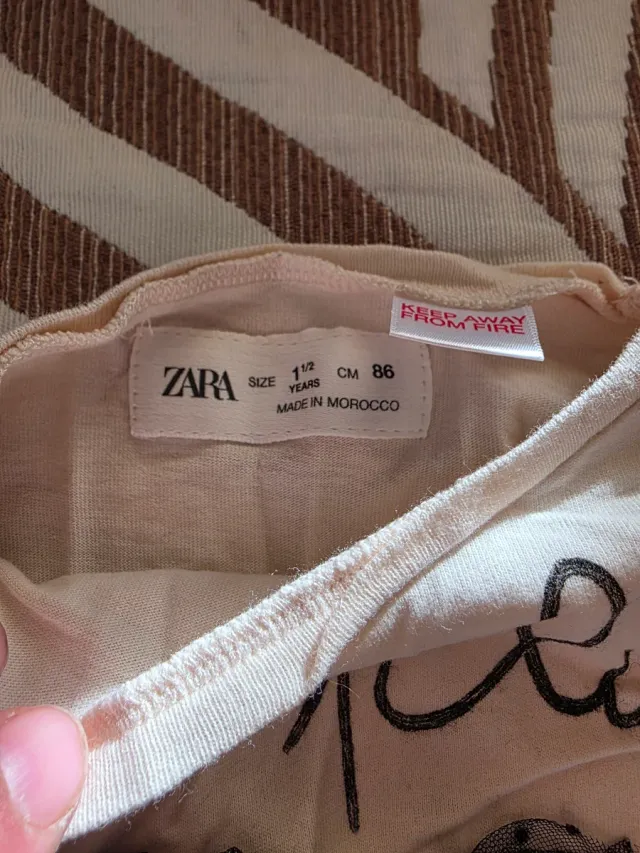 KEEP AWAY
FROM FIRE
ZARA SIZE 1 1/2 YEARS CM 86
MADE IN MOROCCO